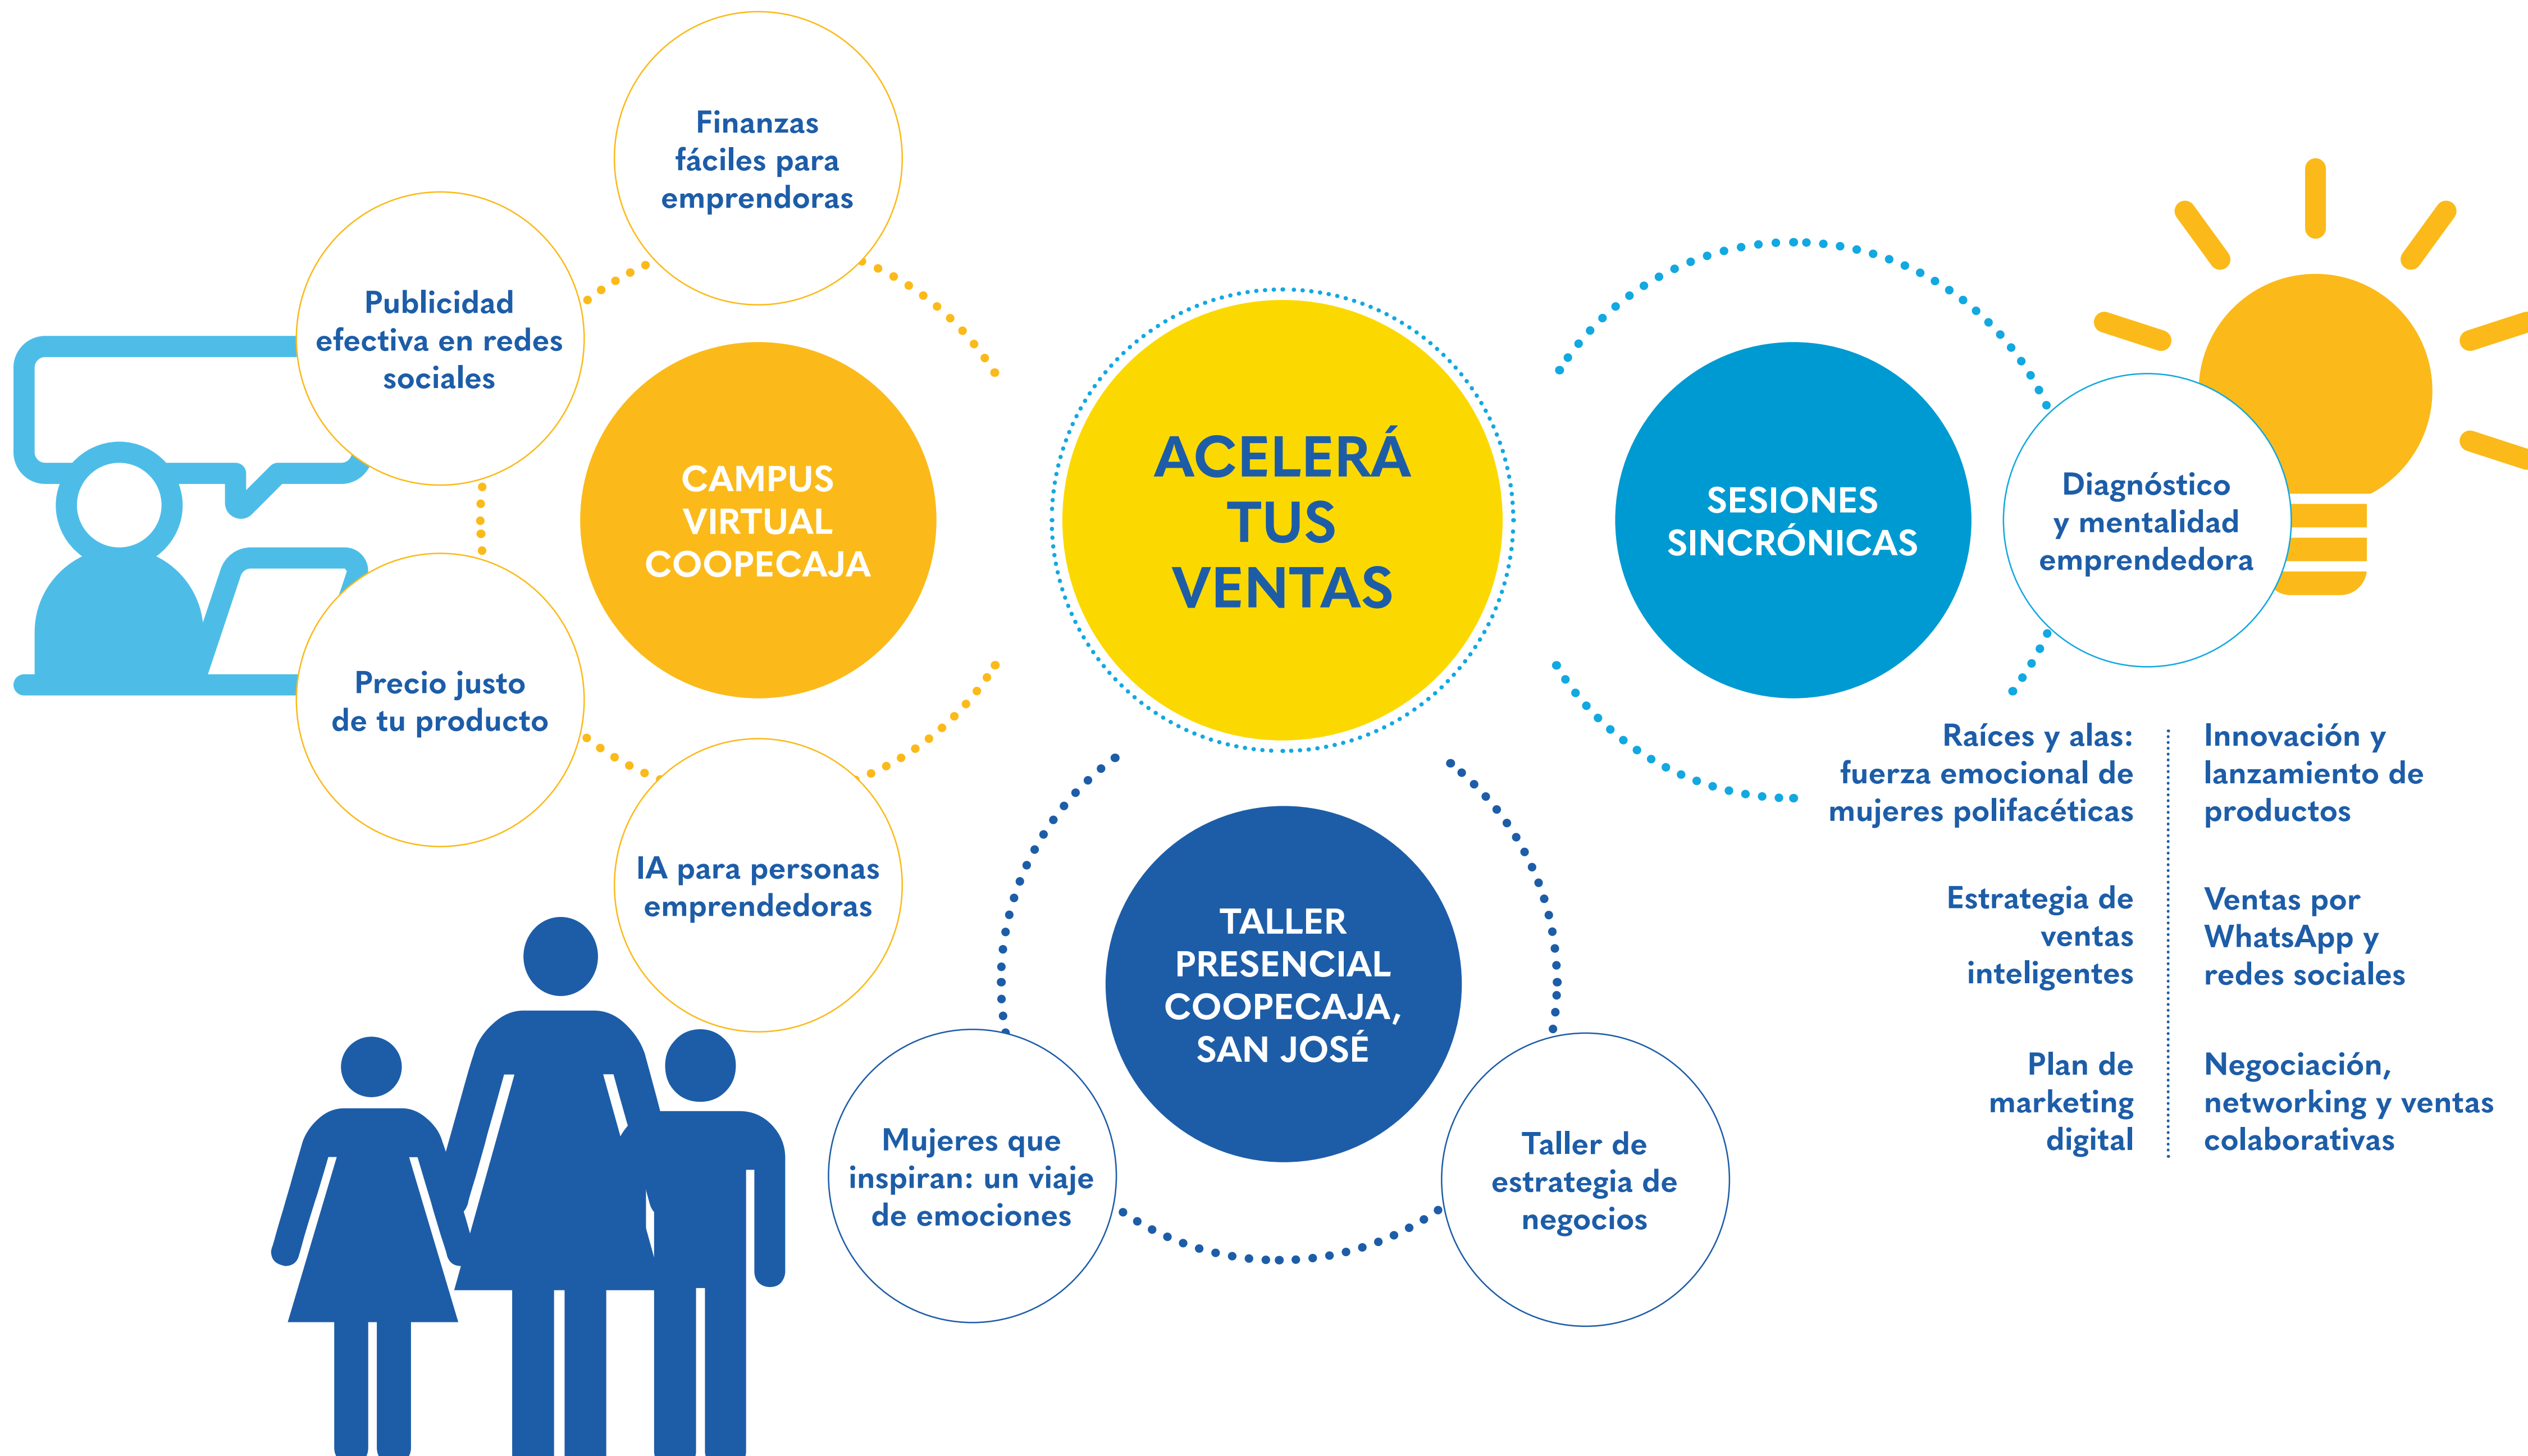 Finanzas
fáciles para
emprendoras
Publicidad
efectiva en redes
sociales
CAMPUS
VIRTUAL
COOPECAJA
Precio justo
de tu producto
IA para personas
emprendedoras
ACELERÁ
TUS
VENTAS
SESIONES
SINCRÓNICAS
Diagnóstico
y mentalidad
emprendedora
Raíces y alas:
fuerza emocional de
mujeres polifacéticas
Estrategia de
ventas
inteligentes
Plan de
marketing
digital
Innovación y
lanzamiento de
productos
Ventas por
WhatsApp y
redes sociales
Negociación,
networking y ventas
colaborativas
TALLER
PRESENCIAL
COOPECAJA,
SAN JOSÉ
Mujeres que
inspiran: un viaje
de emociones
Taller de
estrategia de
negocios